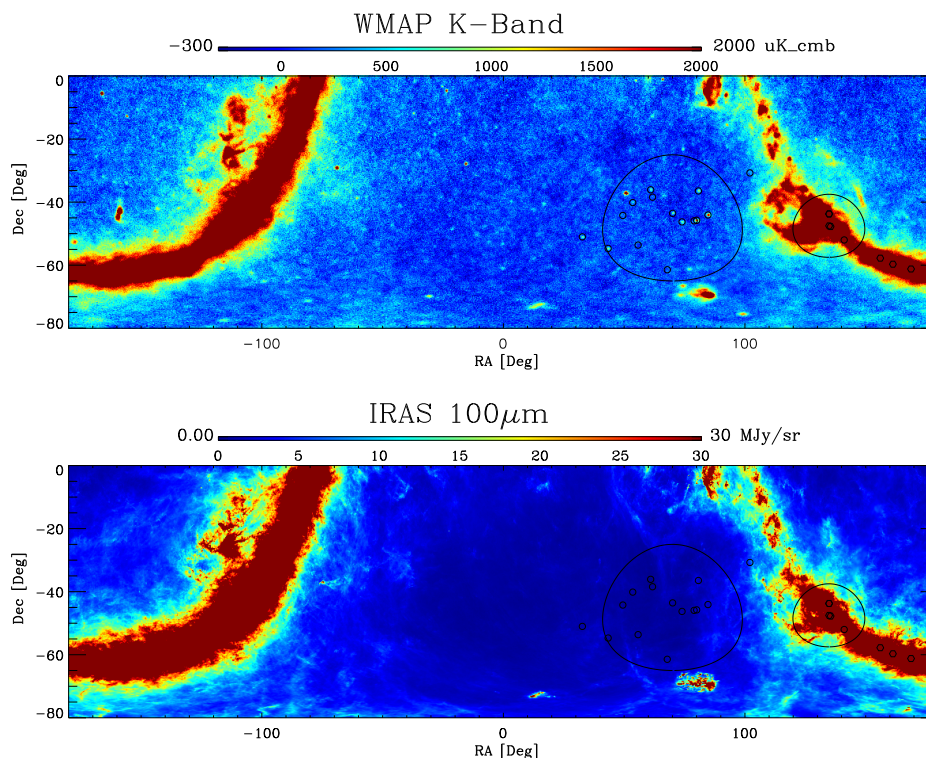 WMAP K-Band
-300 2000 uK_cmb
0 500 1000 1500 2000
0
-20
-40
-60
-80
Dec [Deg]
-100 0 100
RA [Deg]
IRAS 100μm
0.00 30 MJy/sr
0 5 10 15 20 25 30
0
-20
-40
-60
-80
Dec [Deg]
-100 0 100
RA [Deg]